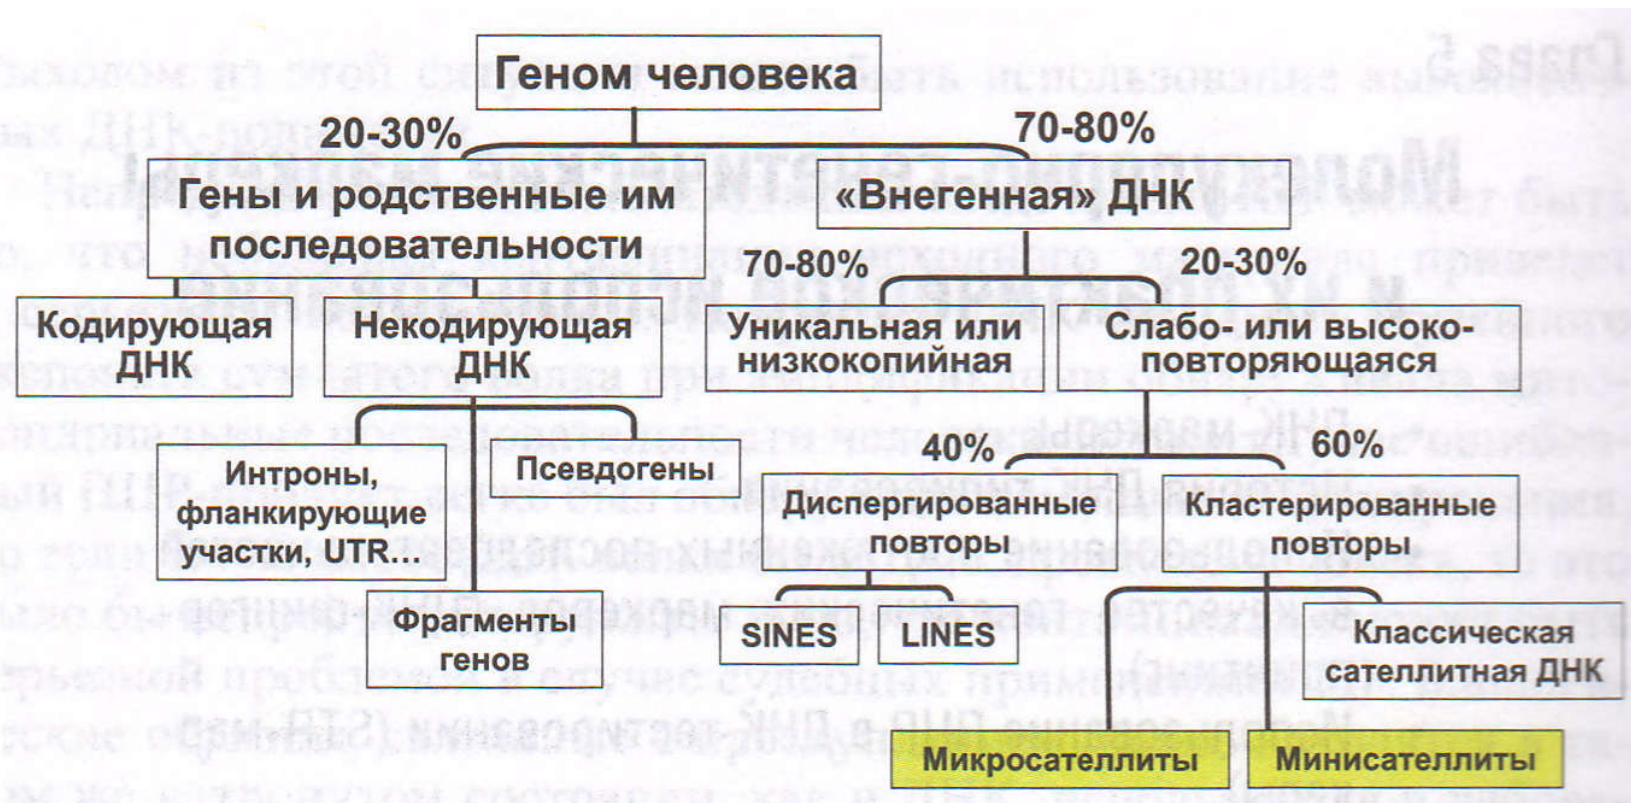 Геном человека
20-30%
70-80%
Гены и родственные им
последовательности
«Внегенная» ДНК
70-80%
20-30%
Кодирующая
ДНК
Некодирующая
ДНК
Уникальная или
низкокопийная
Слабо- или высоко-
повторяющаяся
40%
60%
Интроны,
фланкирующие
участки, UTR
Псевдогены
Диспергированные
повторы
Кластерированные
повторы
Фрагменты
генов
SINES
LINES
Классическая
сателлитная ДНК
Микросателлиты
Минисателлиты